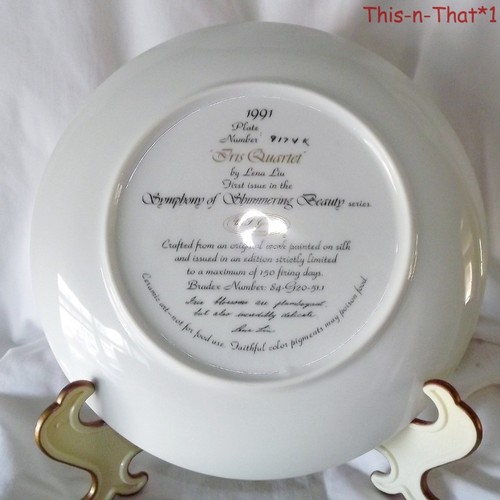 This-n-That*1
1991
Plate
Number
"Iris Quartet"
by Lena Liu
First issue in the
Symphony of Shimmering Beauty series.
Crafted from an original work painted on silk
and issued in an edition strictly limited
to a maximum of 150 firing days.
Bradex Number: 84-G20-51.1
Iris blossoms are flamboyant
but also incredibly delicate
Lena Liu
Ceramic art-not for food use. Faithful color pigments may poison food.